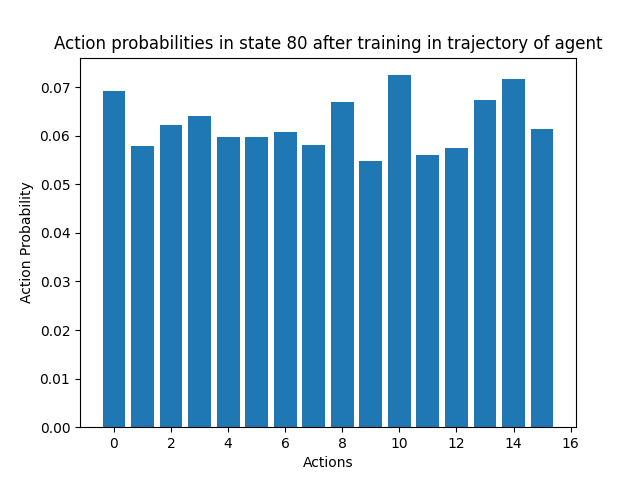 Action probabilities in state 80 after training in trajectory of agent
0.07
0.06
0.05
0.04
0.03
0.02
0.01
0.00
Action Probability
0 2 4 6 8 10 12 14 16
Actions